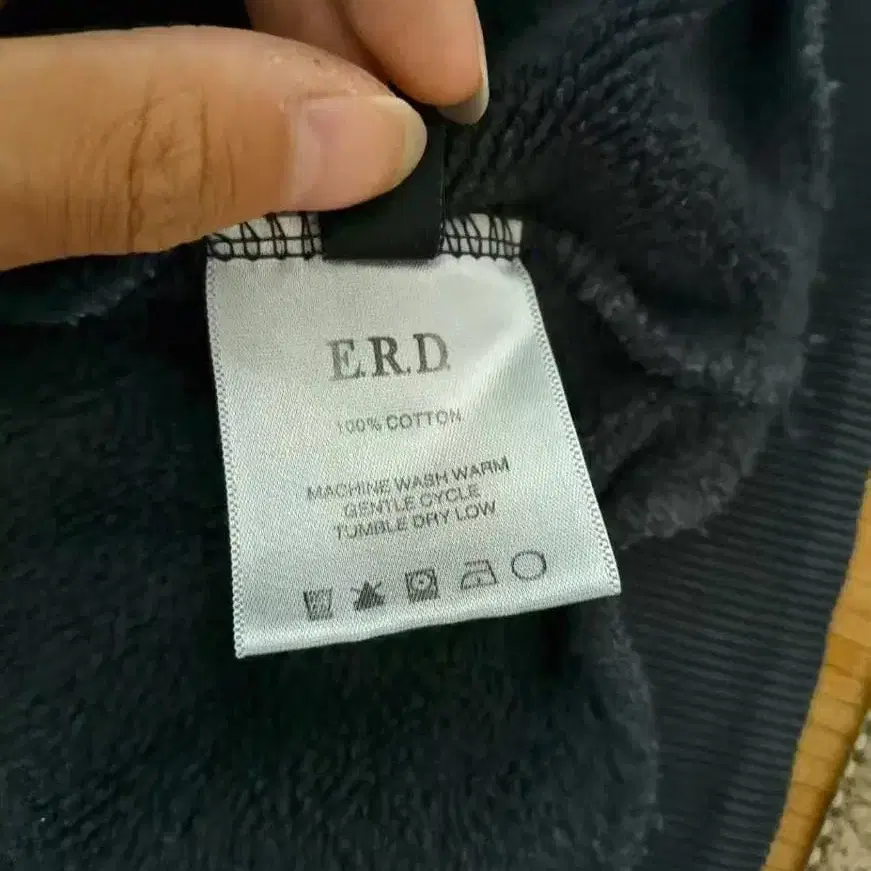 E.R.D.
100% COTTON
MACHINE WASH WARM
GENTLE CYCLE
TUMBLE DRY LOW